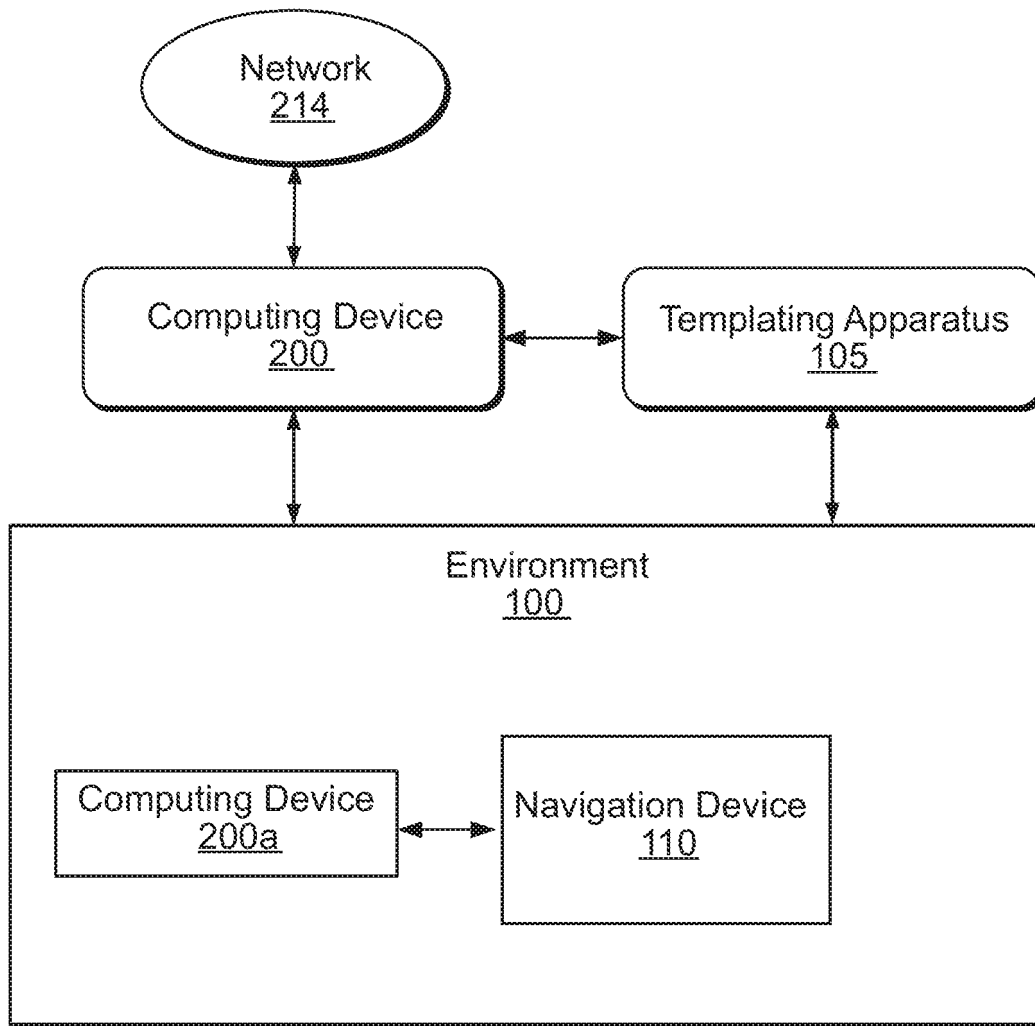 Network
214
Computing Device
200
Templating Apparatus
105
Environment
100
Computing Device
200a
Navigation Device
110